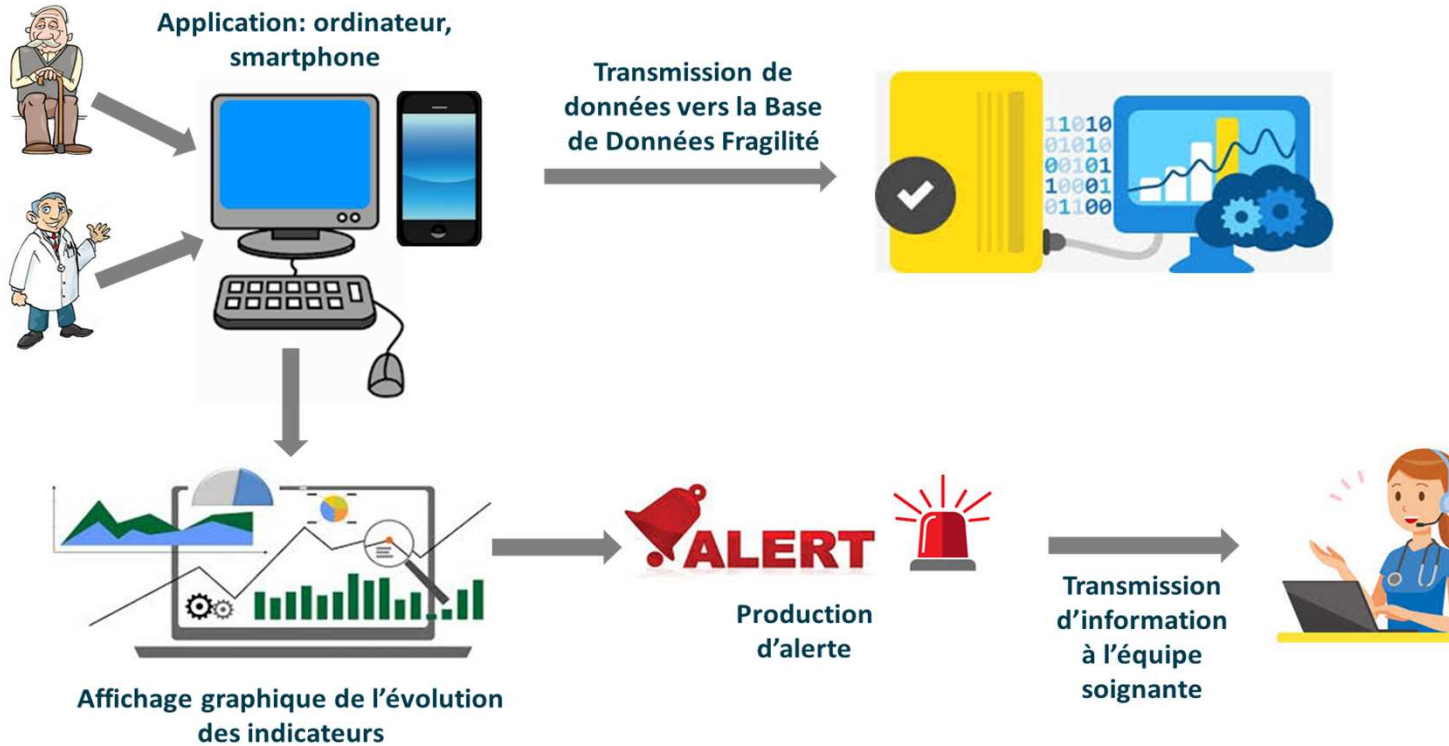 Application: ordinateur,
smartphone
Transmission de
données vers la Base
de Données Fragilité
11010
01010
00101
10001
01100
ALERT
Production
d’alerte
Transmission
d’information
à l’équipe
soignante
Affichage graphique de l’évolution
des indicateurs